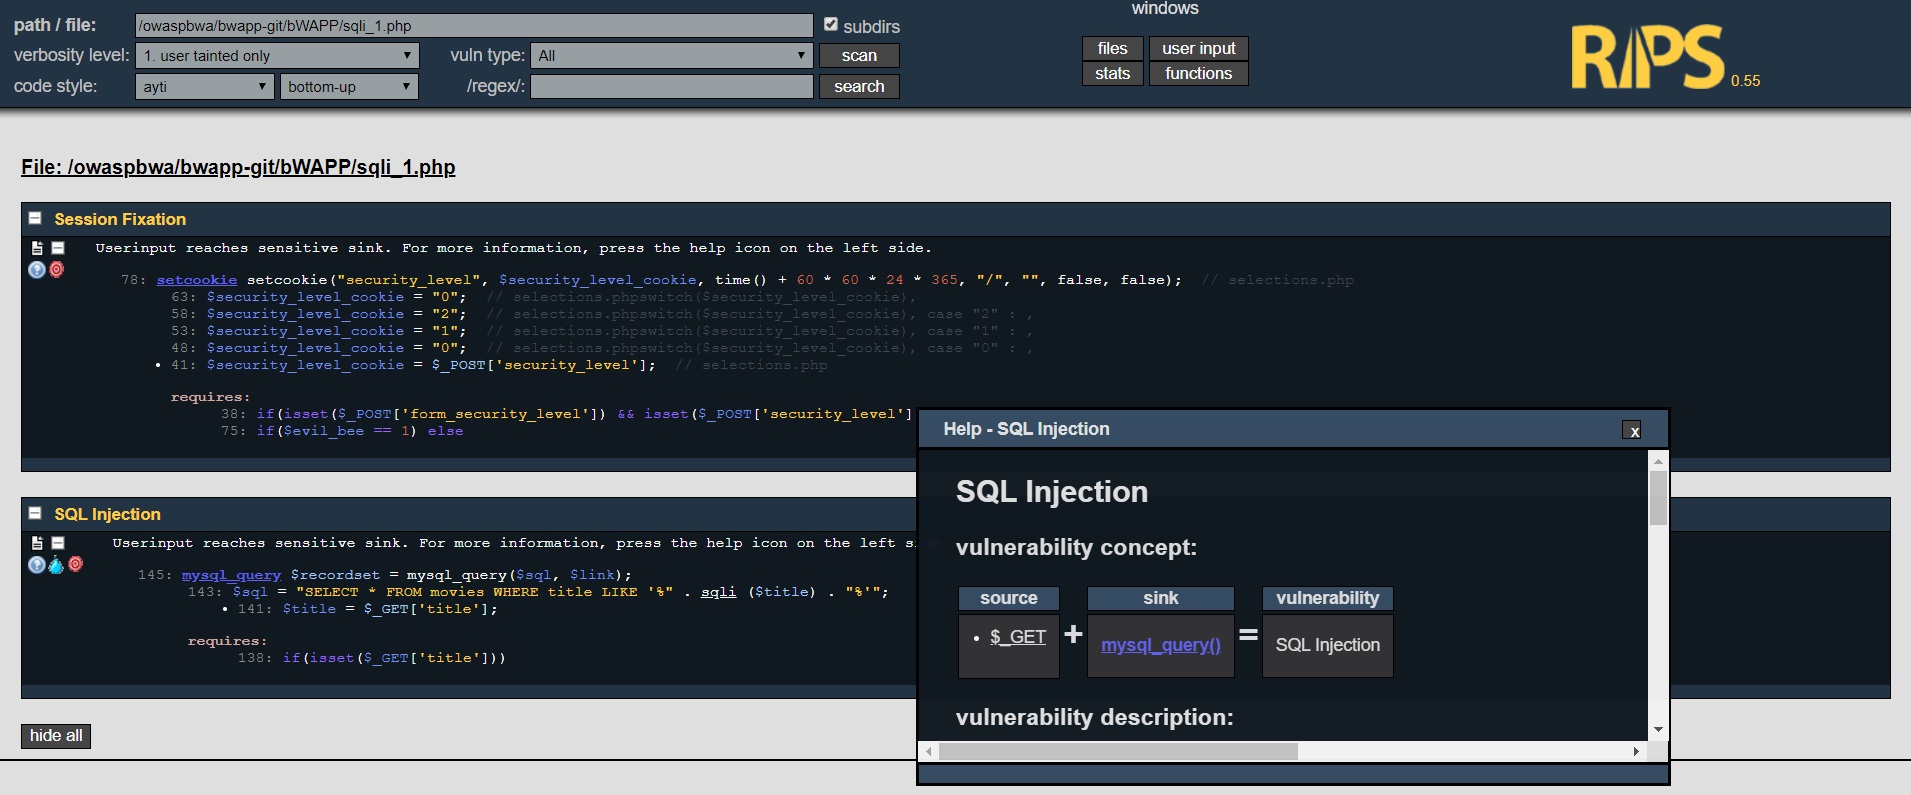 path / file: /owaspbwa/bwapp-git/bWAPP/sqli_1.php subdirs
verbosity level: 1. user tainted only vuln type: All scan
code style: ayti bottom-up /regex/: search
windows
files user input
stats functions
RIPS 0.55
File: /owaspbwa/bwapp-git/bWAPP/sqli_1.php
Session Fixation
Userinput reaches sensitive sink. For more information, press the help icon on the left side.
78: setcookie setcookie("security_level", $security_level_cookie, time() + 60 * 60 * 24 * 365, "/", "", false, false); // selections.php
63: $security_level_cookie = "0"; // selections.phpswitch($security_level_cookie),
58: $security_level_cookie = "2"; // selections.phpswitch($security_level_cookie), case "2" : ,
53: $security_level_cookie = "1"; // selections.phpswitch($security_level_cookie), case "1" : ,
48: $security_level_cookie = "0"; // selections.phpswitch($security_level_cookie), case "0" : ,
• 41: $security_level_cookie = $_POST['security_level']; // selections.php
requires:
38: if(isset($_POST['form_security_level']) && isset($_POST['security_level']
75: if($evil_bee == 1) else
SQL Injection
Userinput reaches sensitive sink. For more information, press the help icon on the left s
145: mysql_query $recordset = mysql_query($sql, $link);
143: $sql = "SELECT * FROM movies WHERE title LIKE '%" . sqli ($title) . "%'";
• 141: $title = $_GET['title'];
requires:
138: if(isset($_GET['title']))
hide all
Help - SQL Injection x
SQL Injection
vulnerability concept:
source sink vulnerability
• $_GET + mysql_query() = SQL Injection
vulnerability description: